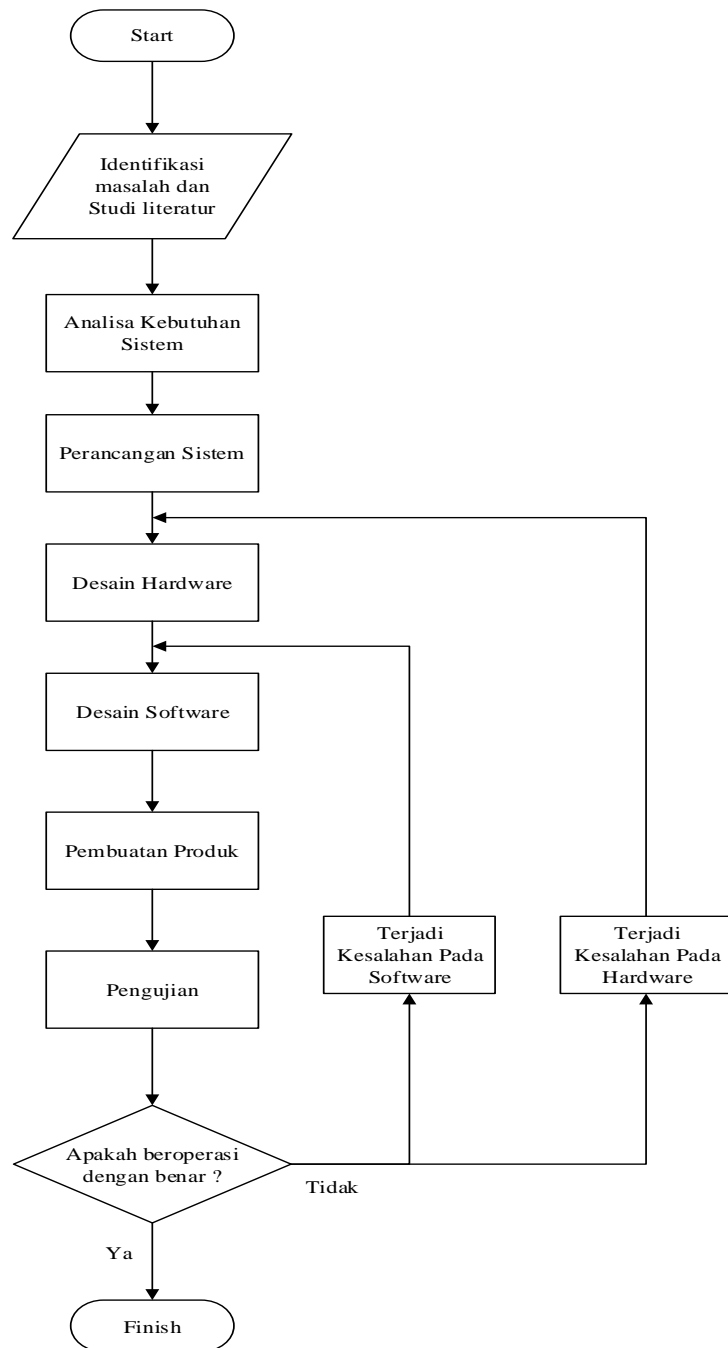 Start
Identifikasi
masalah dan
Studi literatur
Analisa Kebutuhan
Sistem
Perancangan Sistem
Desain Hardware
Desain Software
Pembuatan Produk
Pengujian
Terjadi
Kesalahan Pada
Software
Terjadi
Kesalahan Pada
Hardware
Apakah beroperasi
dengan benar ?
Tidak
Ya
Finish